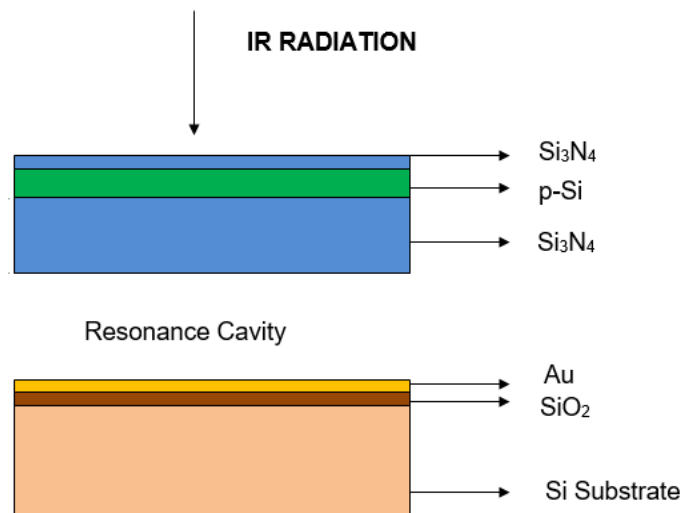 IR RADIATION
Si₃N₄
p-Si
Si₃N₄
Resonance Cavity
Au
SiO₂
Si Substrate